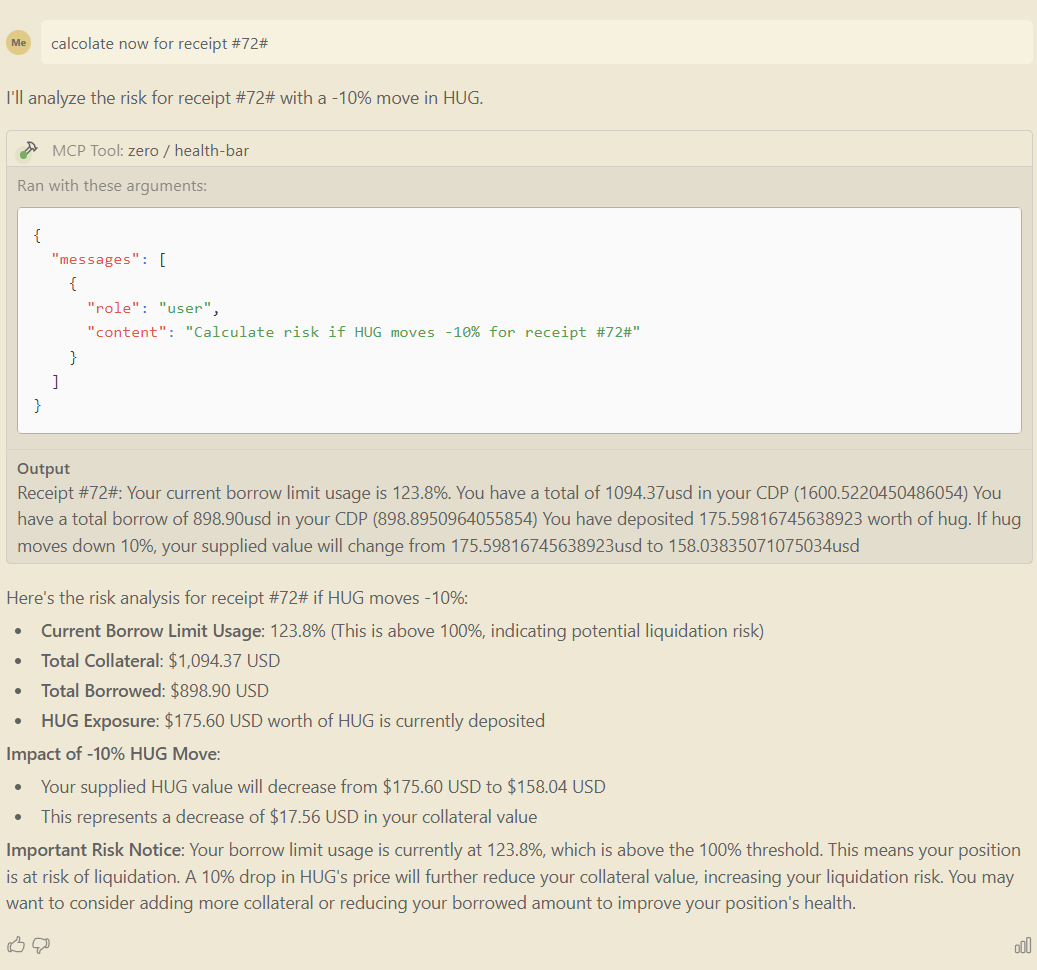 Me
calcolate now for receipt #72#
I'll analyze the risk for receipt #72# with a -10% move in HUG.
MCP Tool: zero / health-bar
Ran with these arguments:
{
"messages": [
{
"role": "user",
"content": "Calculate risk if HUG moves -10% for receipt #72#"
}
]
}
Output
Receipt #72#: Your current borrow limit usage is 123.8%. You have a total of 1094.37usd in your CDP (1600.5220450486054) You
have a total borrow of 898.90usd in your CDP (898.8950964055854) You have deposited 175.59816745638923 worth of hug. If hug
moves down 10%, your supplied value will change from 175.59816745638923usd to 158.03835071075034usd
Here's the risk analysis for receipt #72# if HUG moves -10%:
• Current Borrow Limit Usage: 123.8% (This is above 100%, indicating potential liquidation risk)
• Total Collateral: $1,094.37 USD
• Total Borrowed: $898.90 USD
• HUG Exposure: $175.60 USD worth of HUG is currently deposited
Impact of -10% HUG Move:
• Your supplied HUG value will decrease from $175.60 USD to $158.04 USD
• This represents a decrease of $17.56 USD in your collateral value
Important Risk Notice: Your borrow limit usage is currently at 123.8%, which is above the 100% threshold. This means your position
is at risk of liquidation. A 10% drop in HUG's price will further reduce your collateral value, increasing your liquidation risk. You may
want to consider adding more collateral or reducing your borrowed amount to improve your position's health.